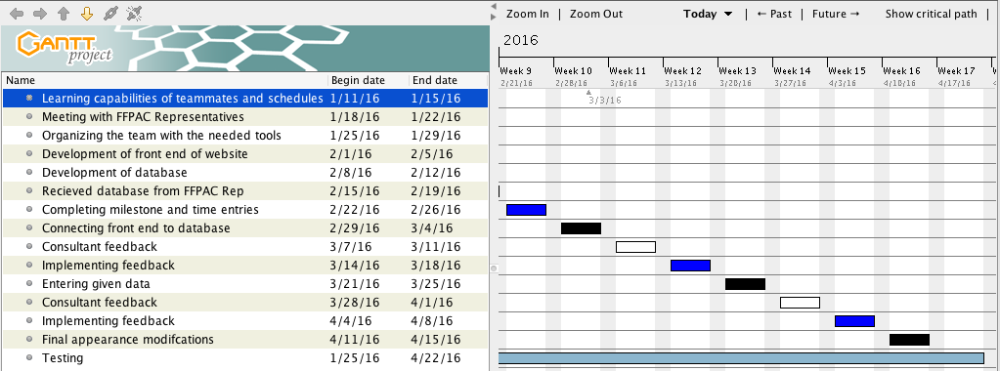 Zoom In | Zoom Out Today ▼ | ← Past | Future → Show critical path |
GANTT project
2016
Name Begin date End date
Week 9 Week 10 Week 11 Week 12 Week 13 Week 14 Week 15 Week 16 Week 17
2/21/16 2/28/16 3/6/16 3/13/16 3/20/16 3/27/16 4/3/16 4/10/16 4/17/16
3/3/16
Learning capabilities of teammates and schedules 1/11/16 1/15/16
Meeting with FFPAC Representatives 1/18/16 1/22/16
Organizing the team with the needed tools 1/25/16 1/29/16
Development of front end of website 2/1/16 2/5/16
Development of database 2/8/16 2/12/16
Recieved database from FFPAC Rep 2/15/16 2/19/16
Completing milestone and time entries 2/22/16 2/26/16
Connecting front end to database 2/29/16 3/4/16
Consultant feedback 3/7/16 3/11/16
Implementing feedback 3/14/16 3/18/16
Entering given data 3/21/16 3/25/16
Consultant feedback 3/28/16 4/1/16
Implementing feedback 4/4/16 4/8/16
Final appearance modifcations 4/11/16 4/15/16
Testing 1/25/16 4/22/16